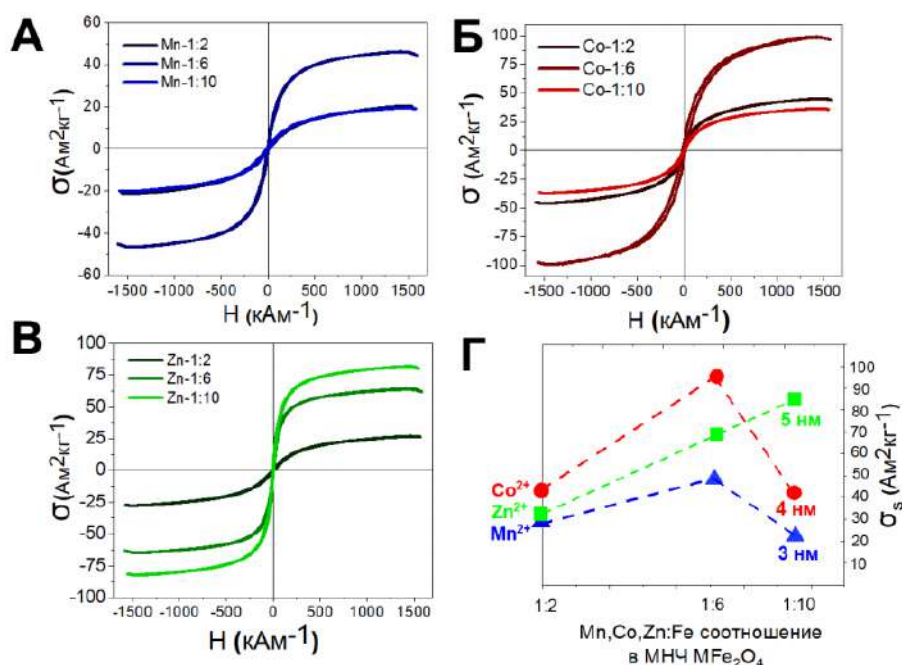 А
60
40
20
0
-20
-40
-60
σ(Ам²кг⁻¹)
Mn-1:2
Mn-1:6
Mn-1:10
-1500 -1000 -500 0 500 1000 1500
H (кАм⁻¹)
Б
100
75
50
25
0
-25
-50
-75
-100
σ (Ам²кг⁻¹)
Co-1:2
Co-1:6
Co-1:10
-1500 -1000 -500 0 500 1000 1500
H (кАм⁻¹)
В
100
75
50
25
0
-25
-50
-75
-100
σ(Ам²кг⁻¹)
Zn-1:2
Zn-1:6
Zn-1:10
-1500 -1000 -500 0 500 1000 1500
H (кАм⁻¹)
Г
100
90
80
70
60
50
40
30
20
10
0
σₛ (Ам²кг⁻¹)
5 нм
Co²⁺
Zn²⁺
Mn²⁺
4 нм
3 нм
1:2 1:6 1:10
Mn,Co,Zn:Fe соотношение
в МНЧ MFe₂O₄